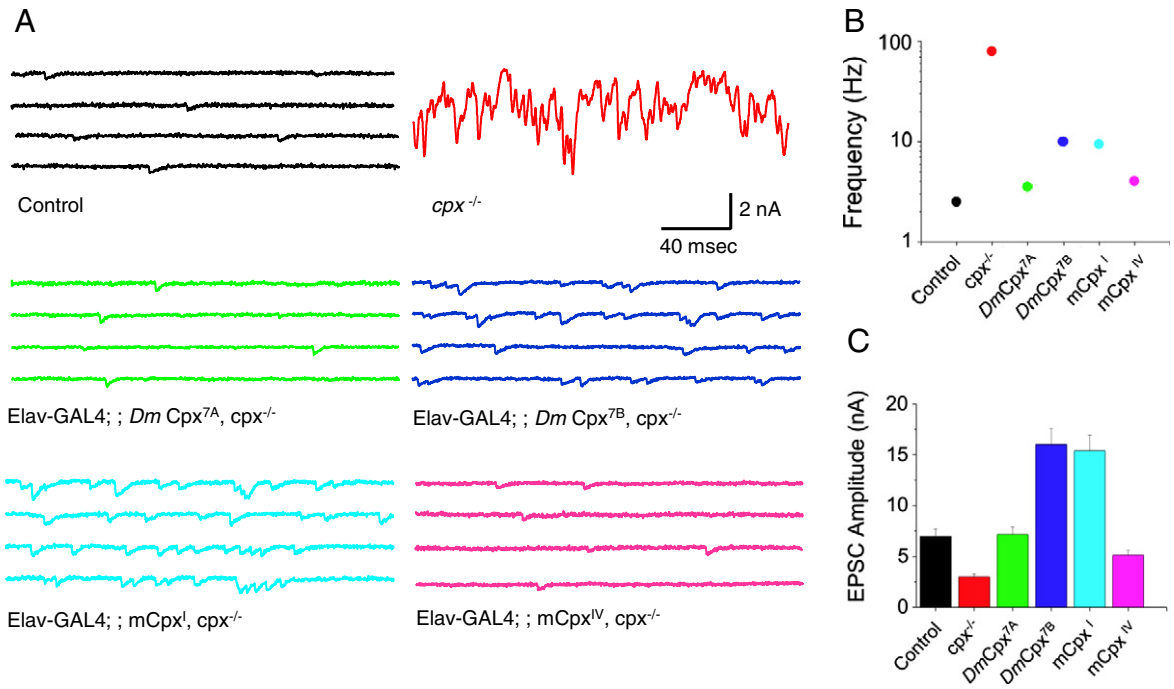 A
Control
cpx -/-
2 nA
40 msec
Elav-GAL4; ; Dm Cpx7A, cpx-/-
Elav-GAL4; ; Dm Cpx7B, cpx-/-
Elav-GAL4; ; mCpxI, cpx-/-
Elav-GAL4; ; mCpxIV, cpx-/-
B
Frequency (Hz)
100
10
1
Control
cpx-/-
DmCpx7A
DmCpx7B
mCpx I
mCpx IV
C
EPSC Amplitude (nA)
20
15
10
5
0
Control
cpx-/-
DmCpx7A
DmCpx7B
mCpx I
mCpx IV